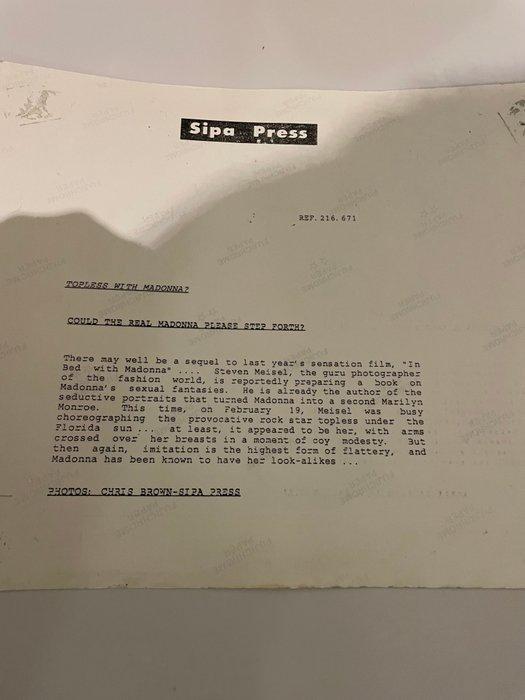 Sipa Press
REF. 216.671
TOPLESS WITH MADONNA?
COULD THE REAL MADONNA PLEASE STEP FORTH?
There may well be a sequel to last year's sensation film, "In
Bed with Madonna" .... Steven Meisel, the guru photographer
of the fashion world, is reportedly preparing a book on
Madonna's sexual fantasies. He is already the author of the
seductive portraits that turned Madonna into a second Marilyn
Monroe. This time, on February 19, Meisel was busy
choreographing the provocative rock star topless under the
Florida sun ... at least, it appeared to be her, with arms
crossed over her breasts in a moment of coy modesty. But
then again, imitation is the highest form of flattery, and
Madonna has been known to have her look-alikes ...
PHOTOS: CHRIS BROWN-SIPA PRESS